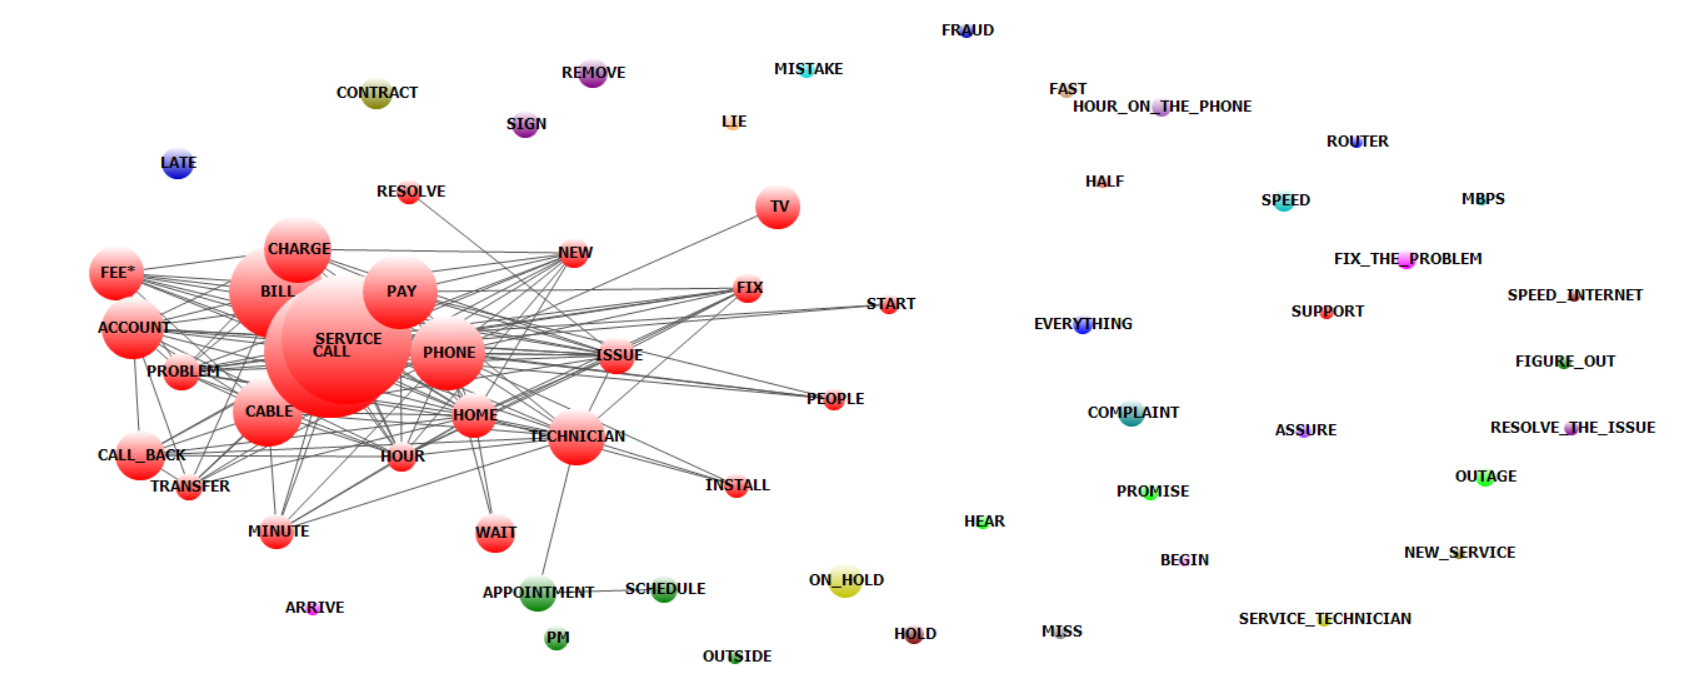 FRAUD
REMOVE
MISTAKE
CONTRACT
FAST
HOUR_ON_THE_PHONE
SIGN
LIE
ROUTER
LATE
RESOLVE
HALF
SPEED
MBPS
TV
CHARGE
NEW
FIX_THE_PROBLEM
FEE*
BILL
PAY
FIX
SPEED_INTERNET
START
SUPPORT
ACCOUNT
EVERYTHING
SERVICE
CALL
PHONE
ISSUE
FIGURE_OUT
PROBLEM
PEOPLE
CABLE
HOME
COMPLAINT
TECHNICIAN
ASSURE
RESOLVE_THE_ISSUE
CALL_BACK
HOUR
OUTAGE
TRANSFER
INSTALL
PROMISE
MINUTE
WAIT
HEAR
NEW_SERVICE
BEGIN
ON_HOLD
APPOINTMENT
SCHEDULE
ARRIVE
SERVICE_TECHNICIAN
PM
HOLD
MISS
OUTSIDE